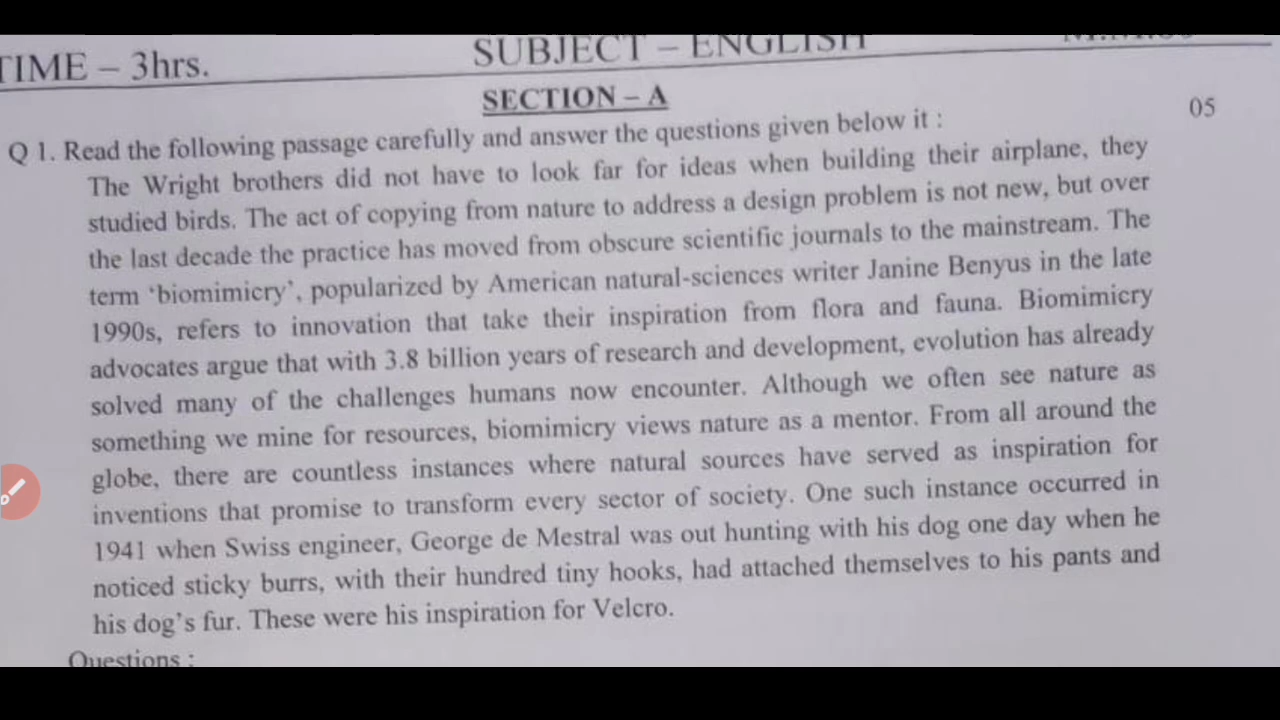 TIME – 3hrs.
SUBJECT – ENGLISH
SECTION – A
05
Q 1. Read the following passage carefully and answer the questions given below it :
The Wright brothers did not have to look far for ideas when building their airplane, they
studied birds. The act of copying from nature to address a design problem is not new, but over
the last decade the practice has moved from obscure scientific journals to the mainstream. The
term ‘biomimicry’, popularized by American natural-sciences writer Janine Benyus in the late
1990s, refers to innovation that take their inspiration from flora and fauna. Biomimicry
advocates argue that with 3.8 billion years of research and development, evolution has already
solved many of the challenges humans now encounter. Although we often see nature as
something we mine for resources, biomimicry views nature as a mentor. From all around the
globe, there are countless instances where natural sources have served as inspiration for
inventions that promise to transform every sector of society. One such instance occurred in
1941 when Swiss engineer, George de Mestral was out hunting with his dog one day when he
noticed sticky burrs, with their hundred tiny hooks, had attached themselves to his pants and
his dog’s fur. These were his inspiration for Velcro.
Questions :